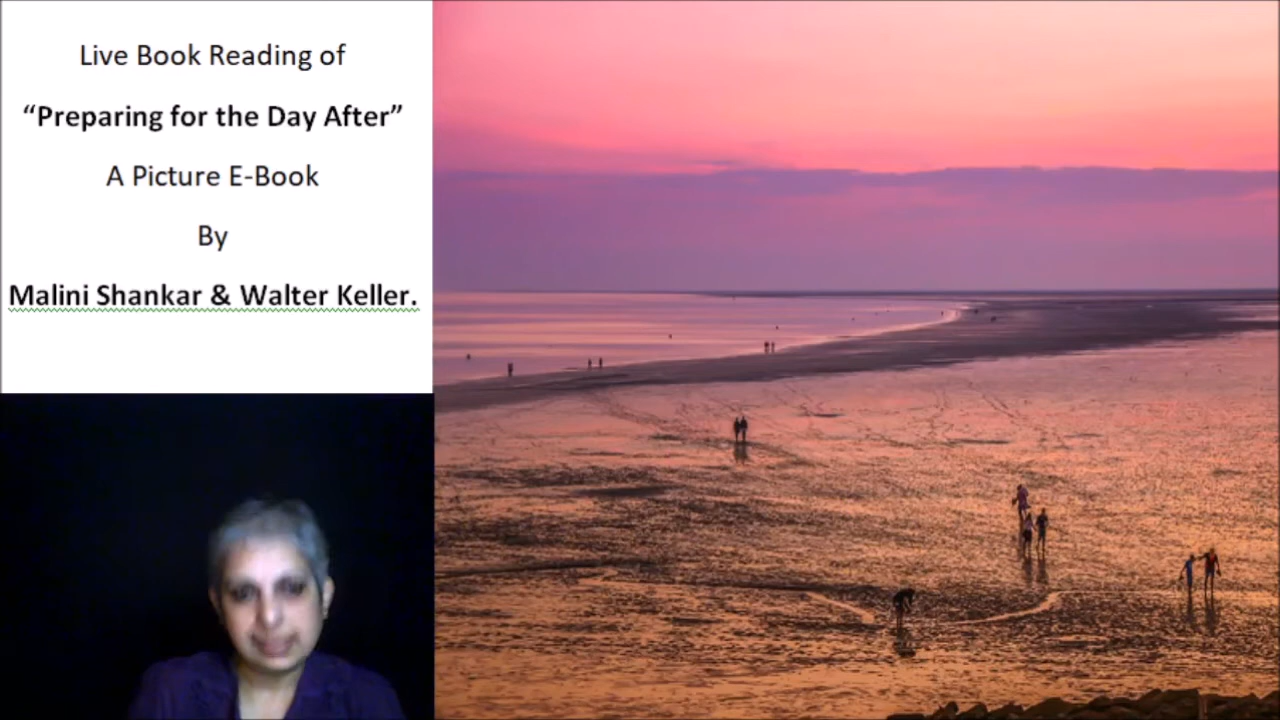 Live Book Reading of
“Preparing for the Day After”
A Picture E-Book
By
Malini Shankar & Walter Keller.